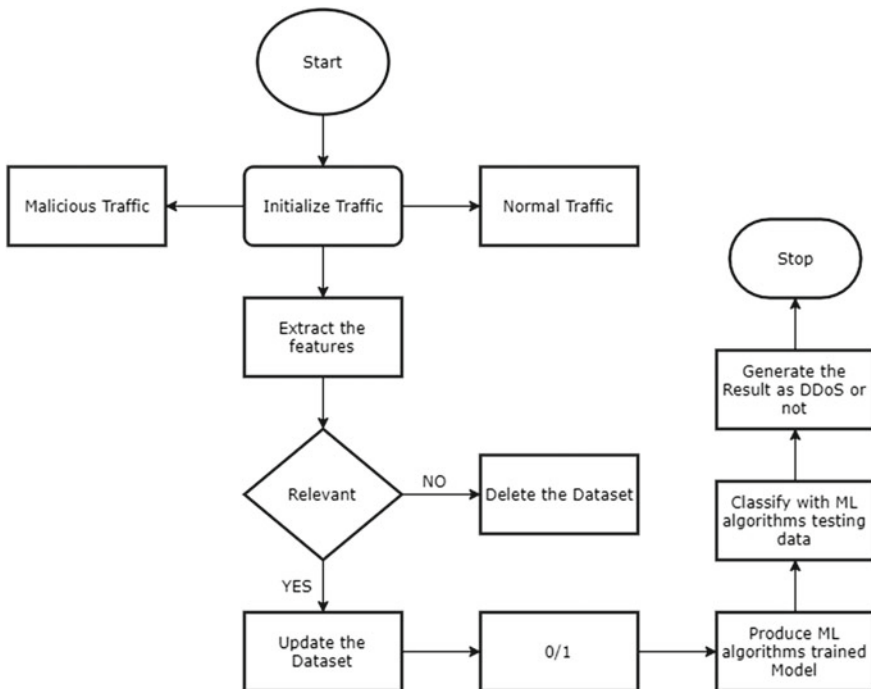 Start
Malicious Traffic
Initialize Traffic
Normal Traffic
Stop
Extract the
features
Generate the
Result as DDoS or
not
Relevant
NO
Delete the Dataset
Classify with ML
algorithms testing
data
YES
Update the
Dataset
0/1
Produce ML
algorithms trained
Model